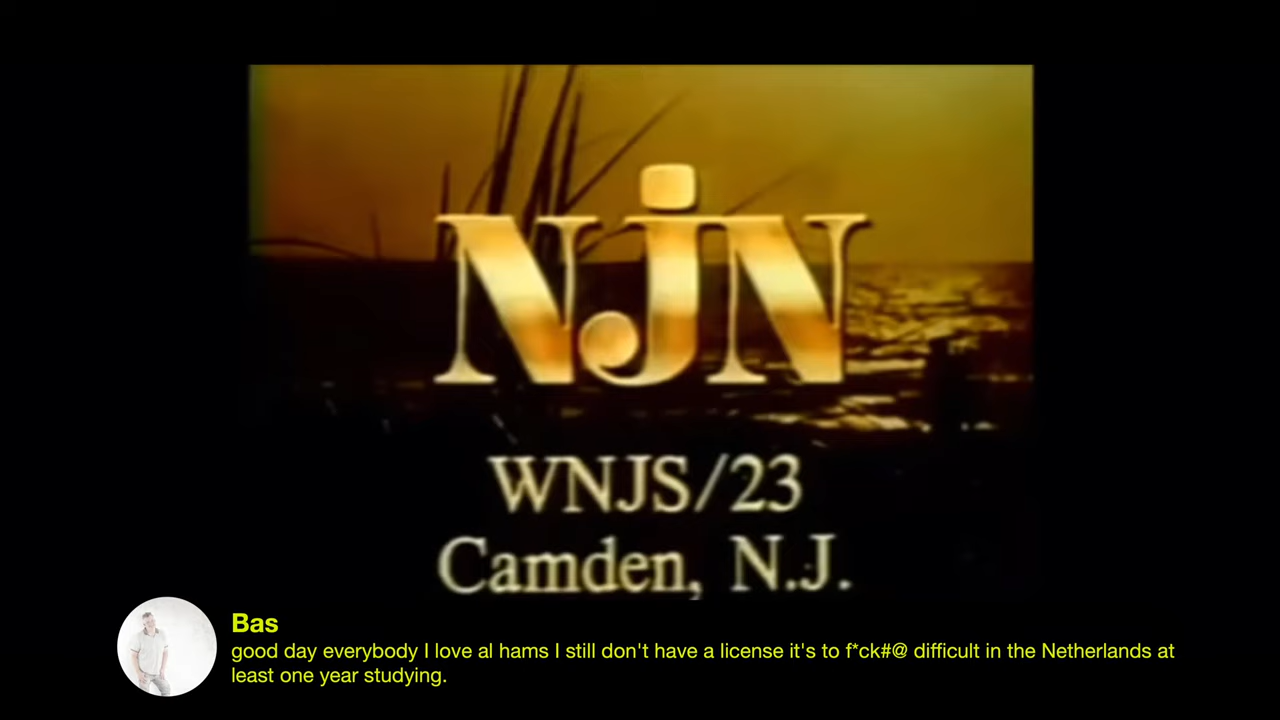 NjN
WNJS/23
Camden, N.J.
Bas
good day everybody I love al hams I still don't have a license it's to f*ck#@ difficult in the Netherlands at
least one year studying.